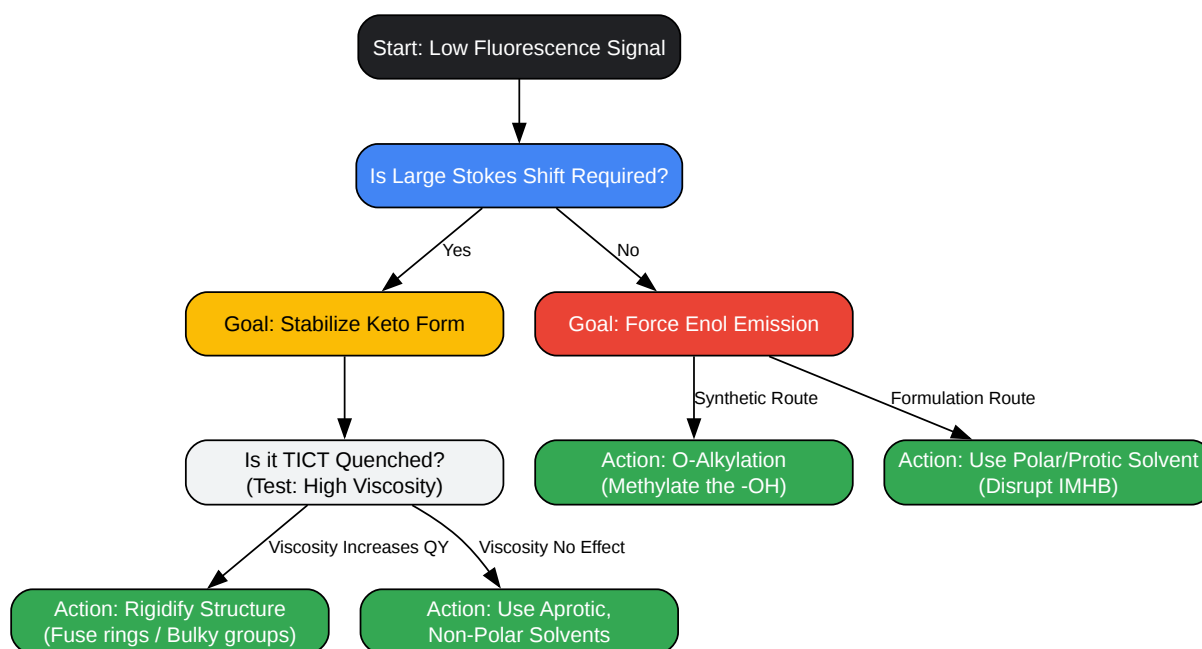 Start: Low Fluorescence Signal
Is Large Stokes Shift Required?
Yes
No
Goal: Stabilize Keto Form
Goal: Force Enol Emission
Synthetic Route
Formulation Route
Is it TICT Quenched?
(Test: High Viscosity)
Action: O-Alkylation
(Methylate the -OH)
Action: Use Polar/Protic Solvent
(Disrupt IMHB)
Viscosity Increases QY
Viscosity No Effect
Action: Rigidify Structure
(Fuse rings / Bulky groups)
Action: Use Aprotic,
Non-Polar Solvents